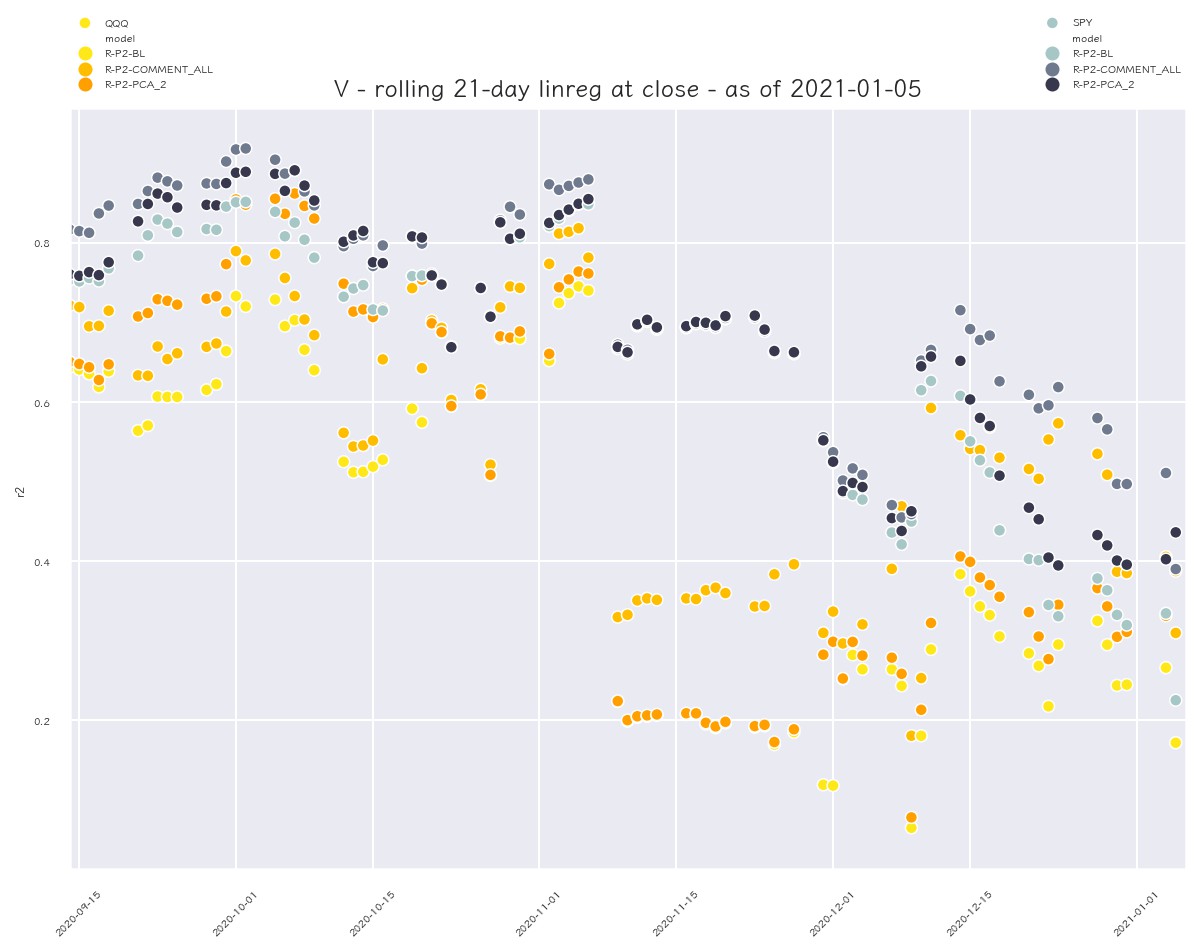 QQQ
model
R-P2-BL
R-P2-COMMENT_ALL
R-P2-PCA_2
SPY
model
R-P2-BL
R-P2-COMMENT_ALL
R-P2-PCA_2
V - rolling 21-day linreg at close - as of 2021-01-05
r2
0.8
0.6
0.4
0.2
2020-09-15
2020-10-01
2020-10-15
2020-11-01
2020-11-15
2020-12-01
2020-12-15
2021-01-01